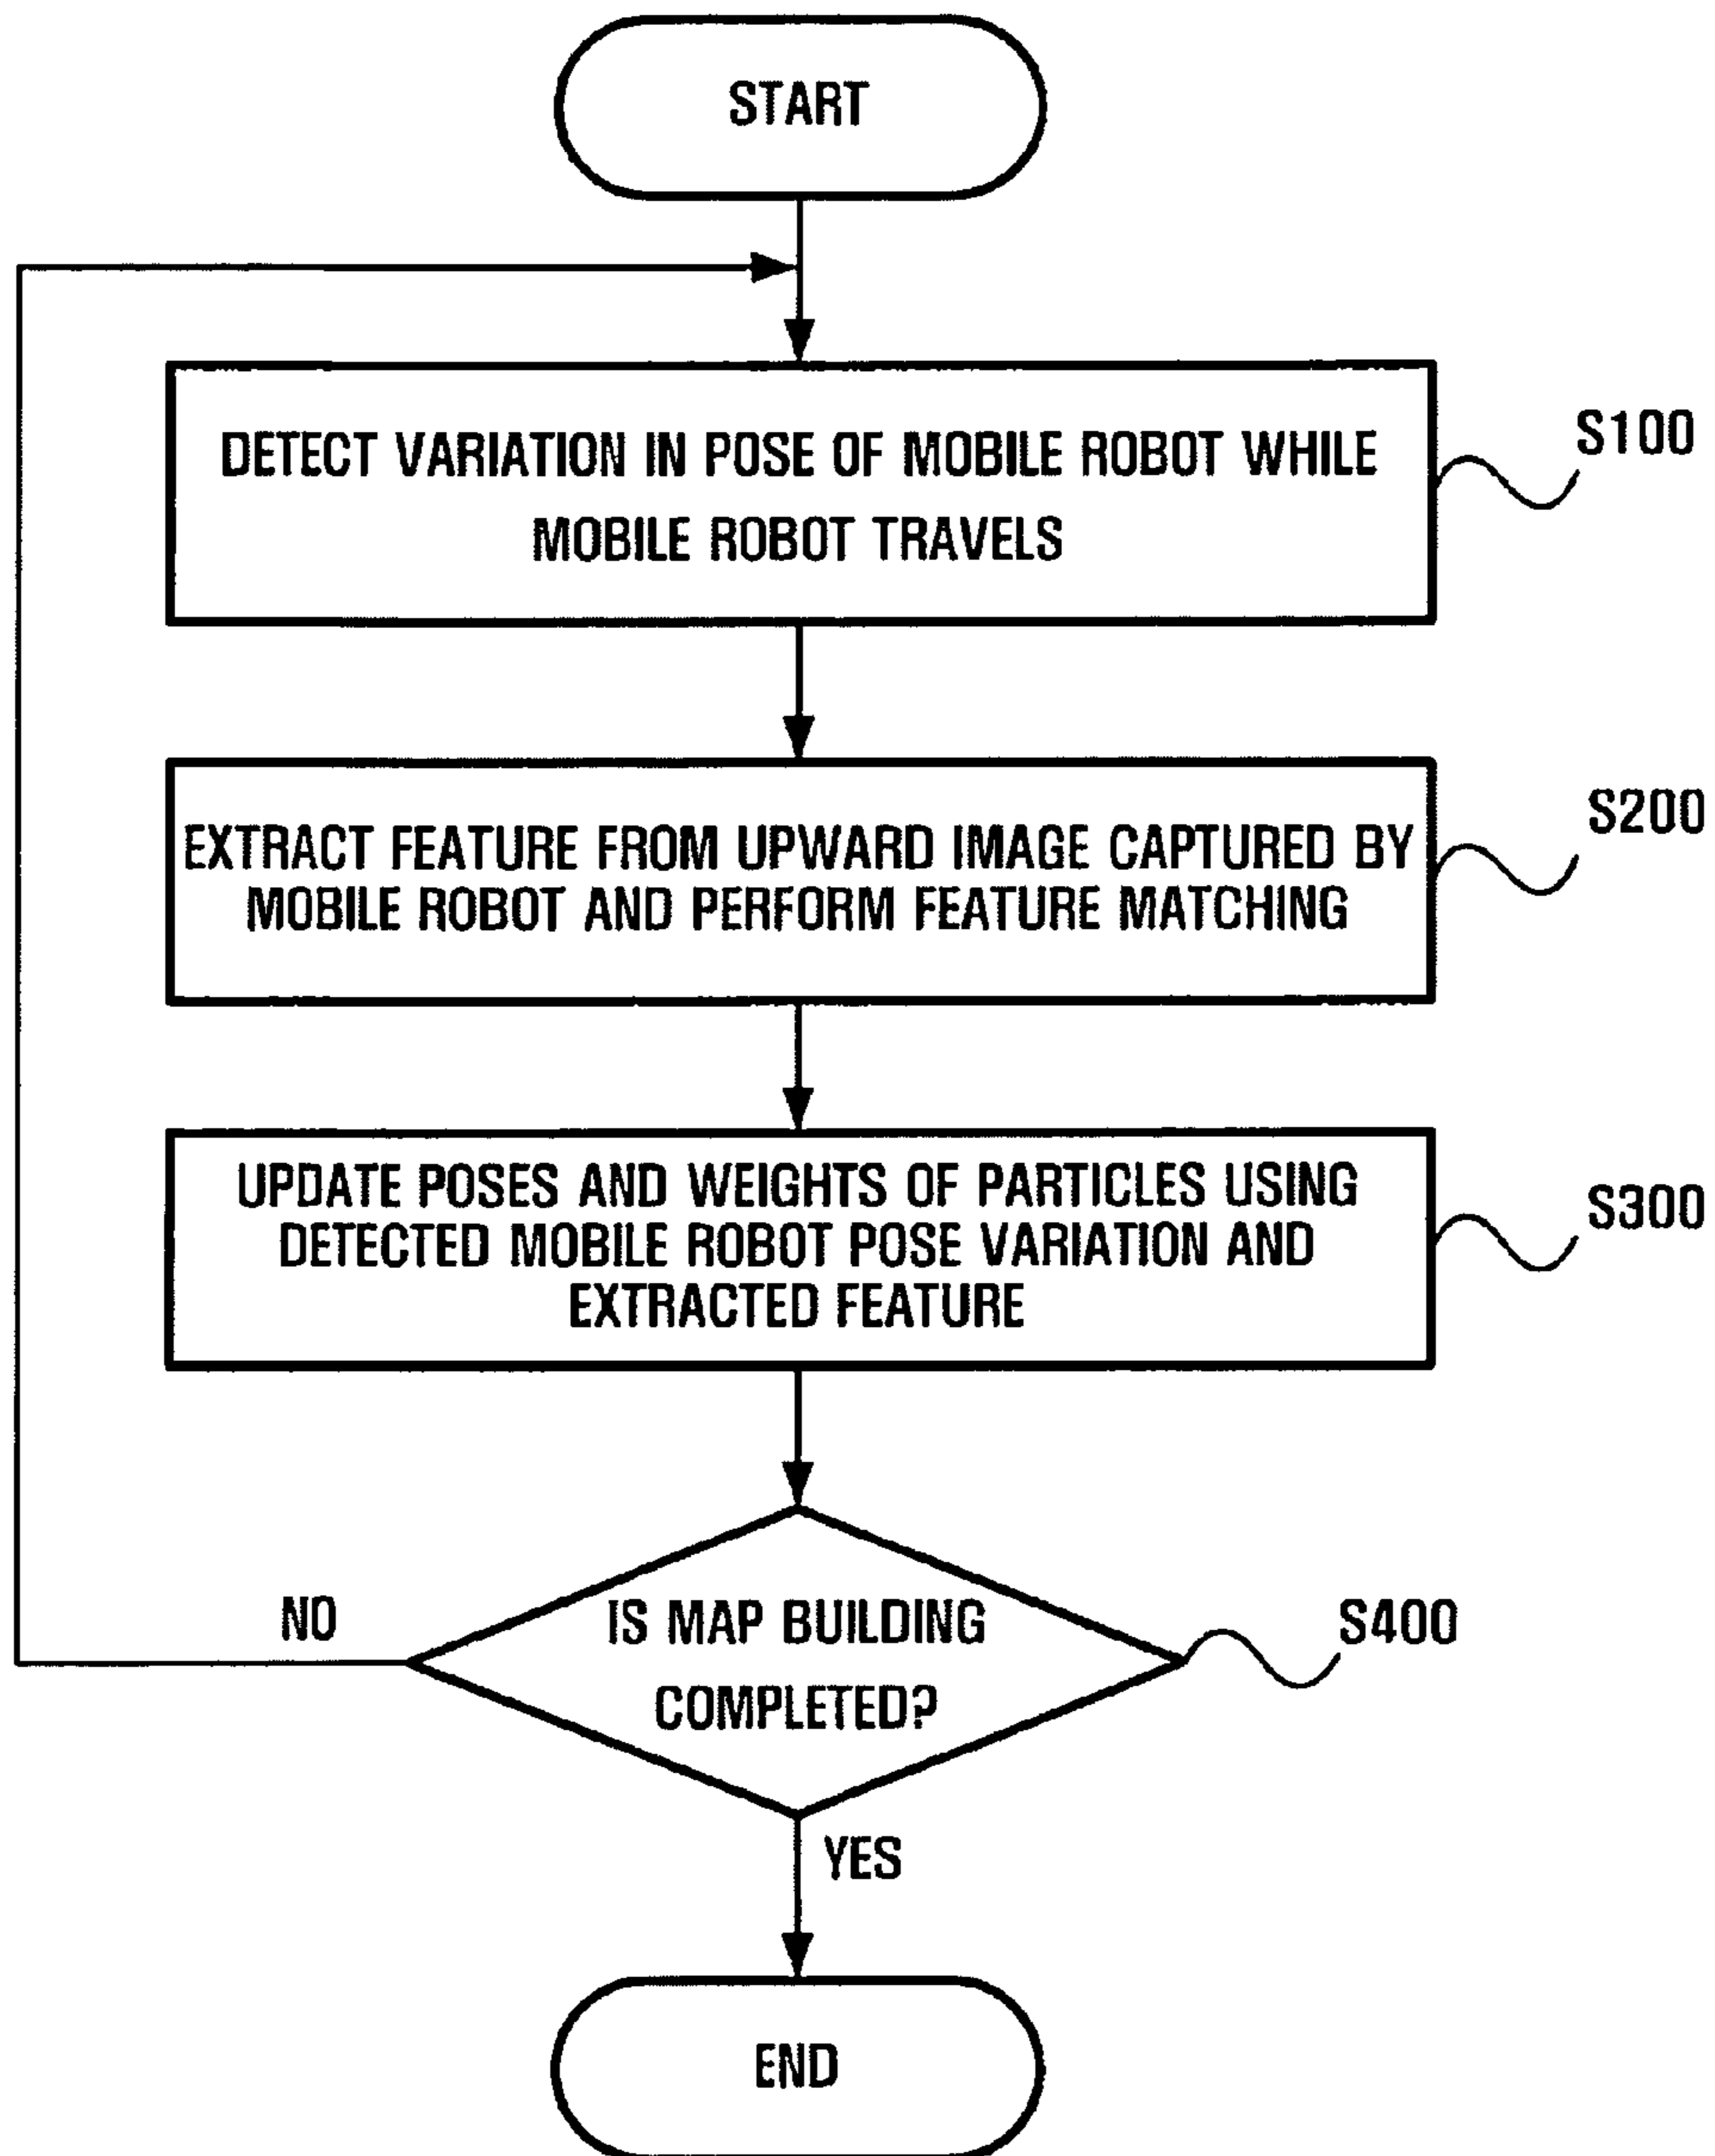 START
DETECT VARIATION IN POSE OF MOBILE ROBOT WHILE
MOBILE ROBOT TRAVELS
S100
EXTRACT FEATURE FROM UPWARD IMAGE CAPTURED BY
MOBILE ROBOT AND PERFORM FEATURE MATCHING
S200
UPDATE POSES AND WEIGHTS OF PARTICLES USING
DETECTED MOBILE ROBOT POSE VARIATION AND
EXTRACTED FEATURE
S300
IS MAP BUILDING
COMPLETED?
S400
NO
YES
END